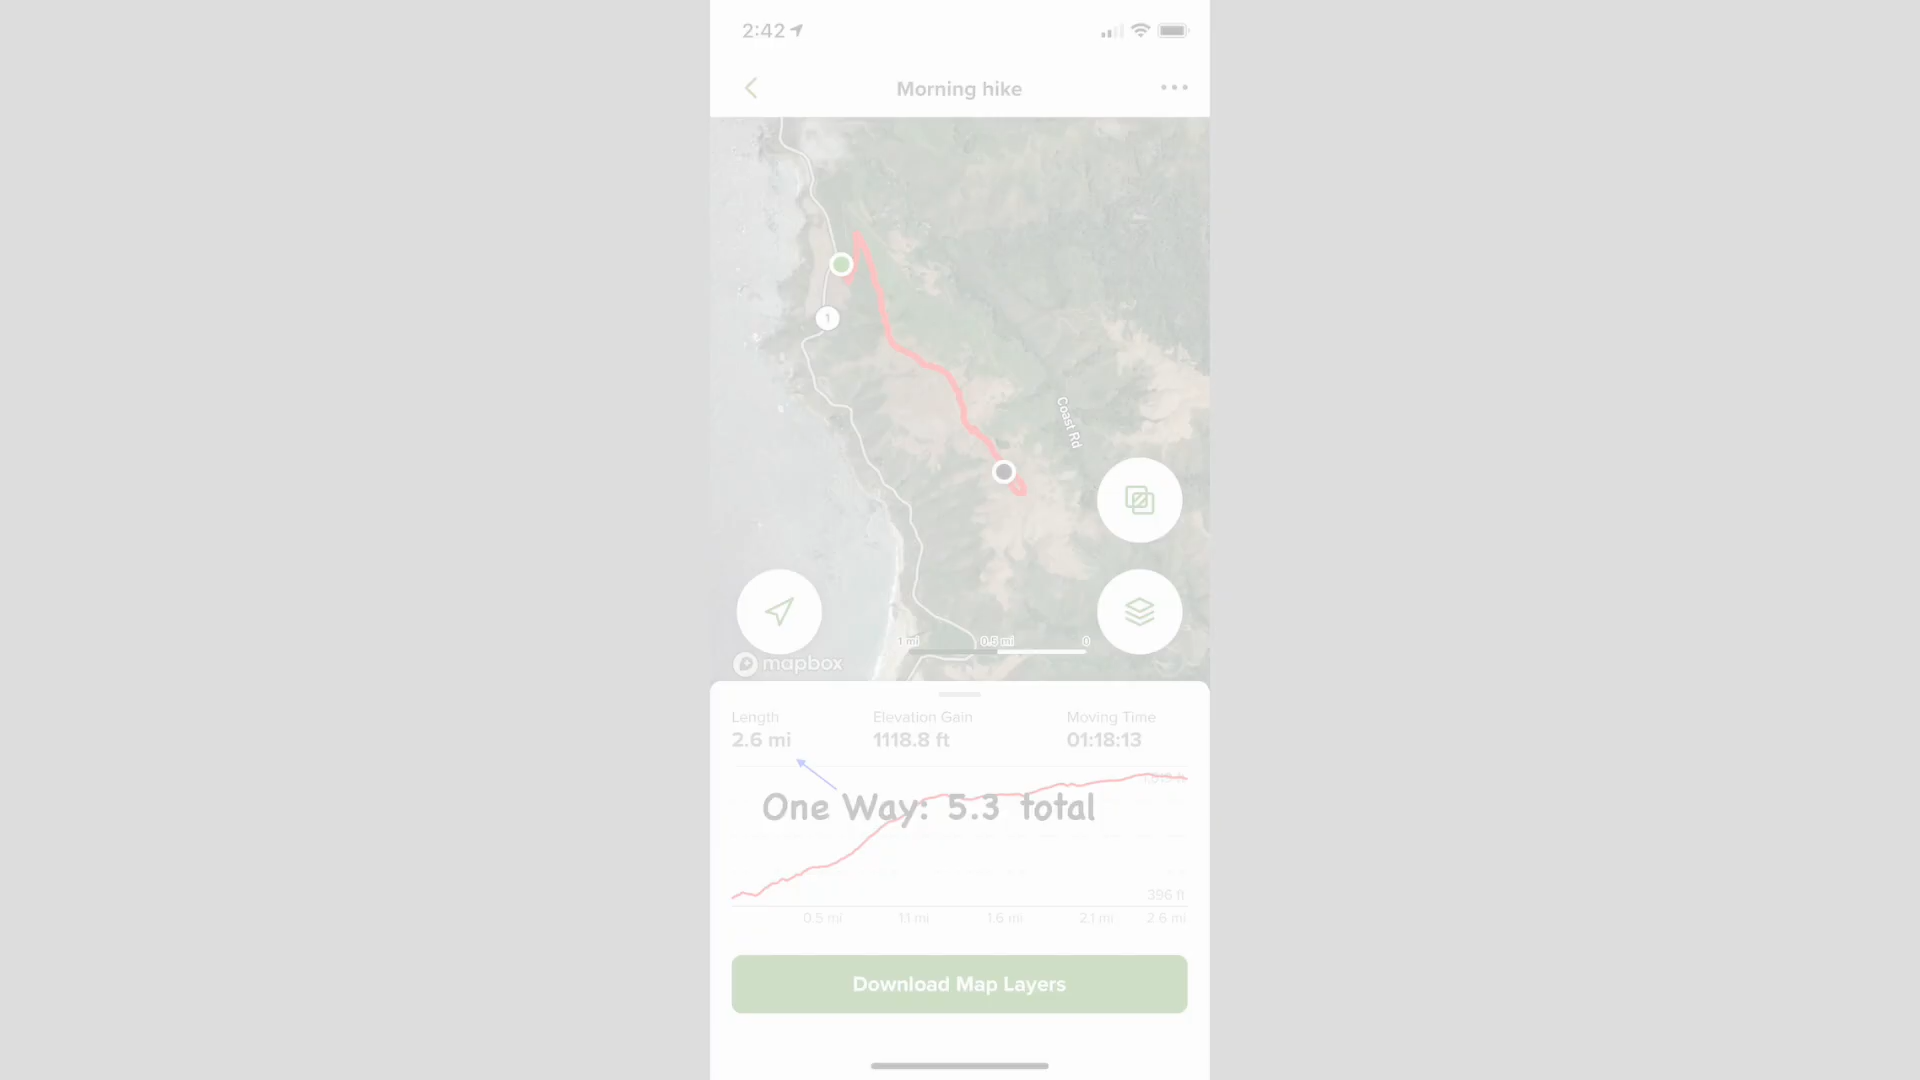 2:42
Morning hike
1
Coast Rd
1 mi 0.5 mi 0
mapbox
Length Elevation Gain Moving Time
2.6 mi 1118.8 ft 01:18:13
One Way: 5.3 total
396 ft
0.5 mi 1.1 mi 1.6 mi 2.1 mi 2.6 mi
Download Map Layers